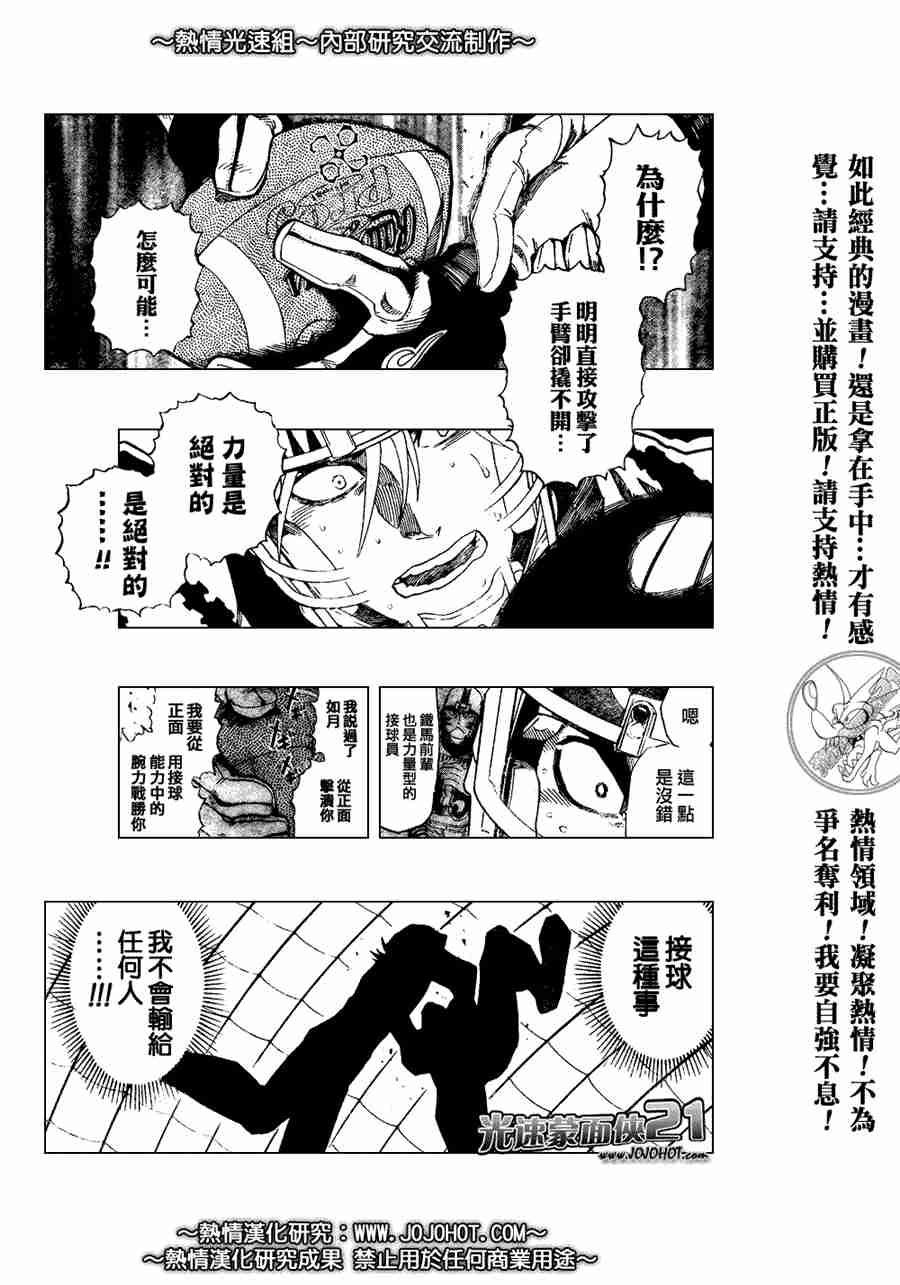 ～熱情光速組～內部研究交流制作～
為什麼!?
明明直接攻擊了
手臂卻撬不開…
怎麼可能…
力量是
絕對的
是絕對的
……!!
嗯
這一點
是沒錯
鐵馬前輩
也是力量型的
接球員
我說過了
如月
從正面
擊潰你
我要從
正面
用接球
能力中的
腕力戰勝你
接球
這種事
我不會輸給
任何人
……!!!
光速蒙面俠21
www.JOJOHOT.com
如此經典的漫畫！還是拿在手中…才有感
覺…請支持…並購買正版！請支持熱情！
熱情領域！凝聚熱情！不為
爭名奪利！我要自強不息！
～熱情漢化研究：WWW.JOJOHOT.COM～
～熱情漢化研究成果 禁止用於任何商業用途～